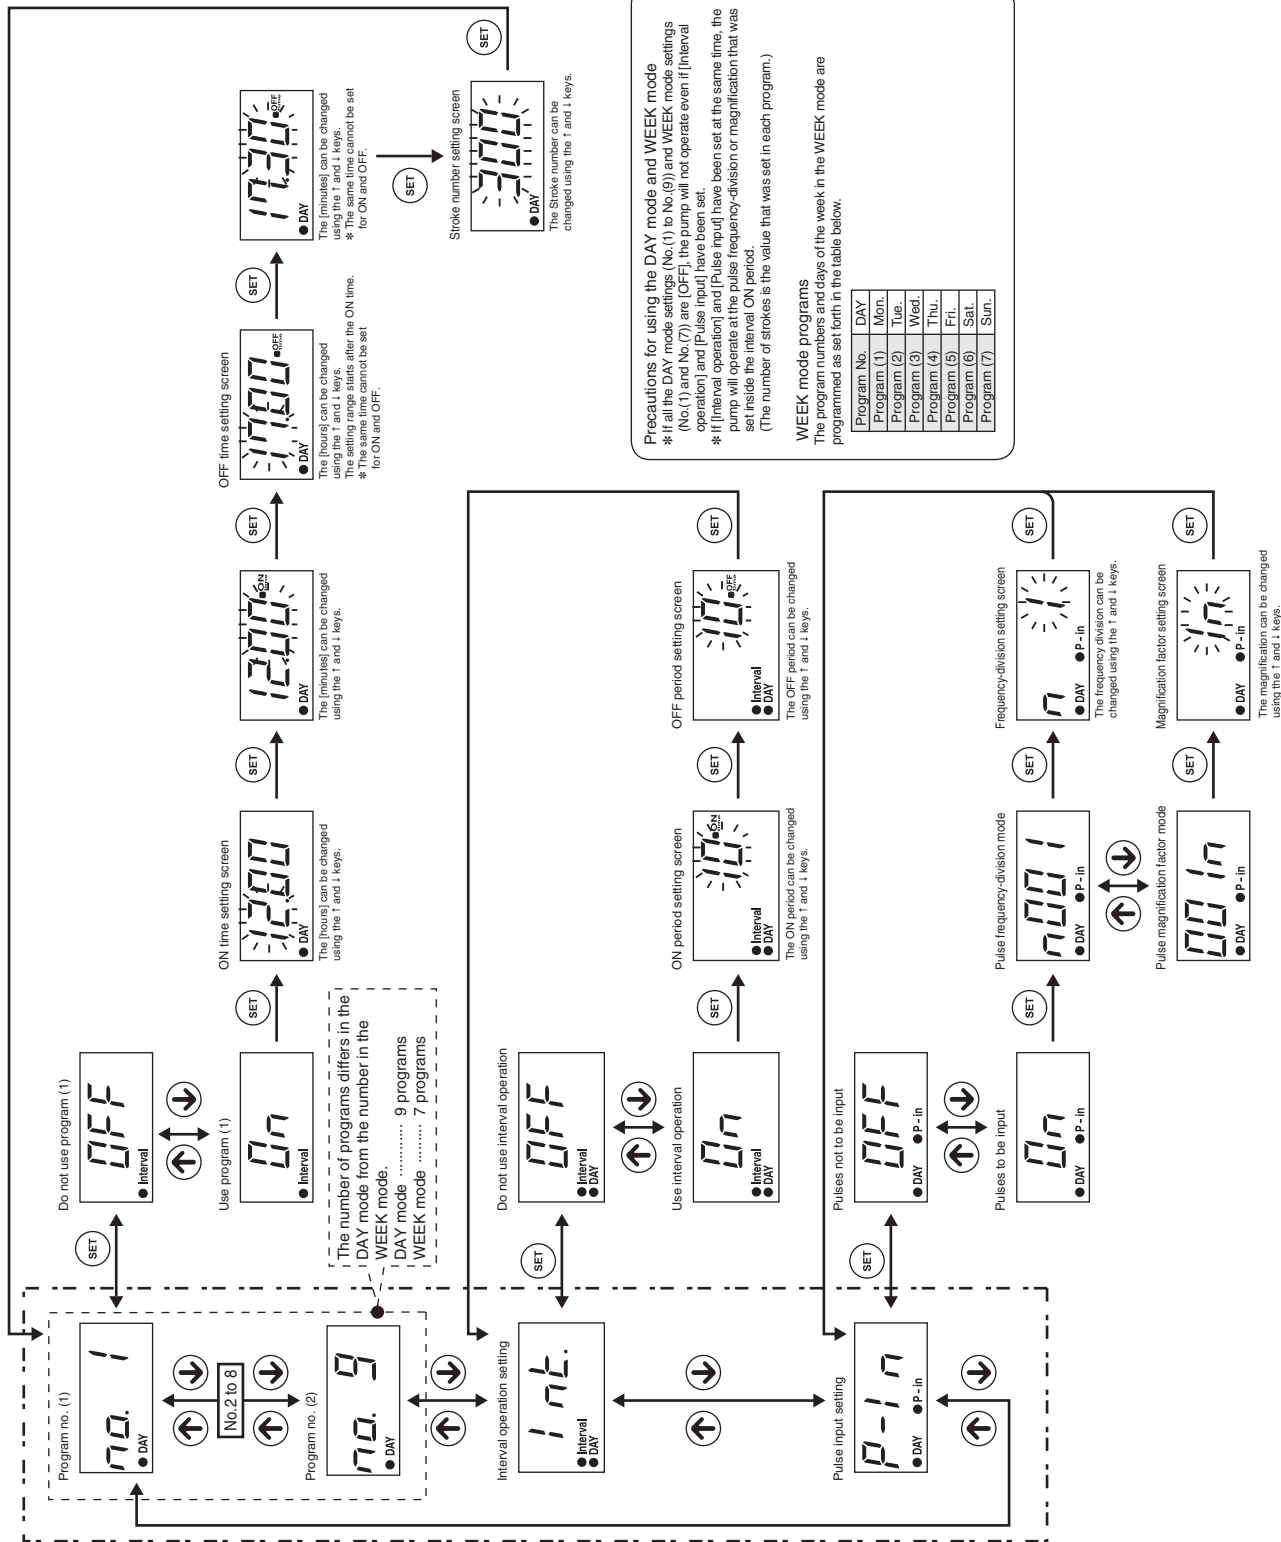 Program no. (1)
no. 1
● DAY
SET
Do not use program (1)
OFF
● Interval
Use program (1)
On
● Interval
SET
ON time setting screen
12.00
● DAY
The [hours] can be changed
using the ↑ and ↓ keys.
SET
12.00
ON
● DAY
The [minutes] can be changed
using the ↑ and ↓ keys.
SET
OFF time setting screen
17.00
OFF
● DAY
The [hours] can be changed
using the ↑ and ↓ keys.
The setting range starts after the ON time.
✻ The same time cannot be set
for ON and OFF.
SET
17.30
OFF
● DAY
The [minutes] can be changed
using the ↑ and ↓ keys.
✻ The same time cannot be set
for ON and OFF.
SET
Stroke number setting screen
300
● DAY
The Stroke number can be
changed using the ↑ and ↓ keys.
SET
No.2 to 8
Program no. (2)
no. 9
● DAY
The number of programs differs in the
DAY mode from the number in the
WEEK mode.
DAY mode ............ 9 programs
WEEK mode ......... 7 programs
Interval operation setting
Int.
● Interval
● DAY
SET
Do not use interval operation
OFF
● Interval
● DAY
Use interval operation
On
● Interval
● DAY
SET
ON period setting screen
10
ON
● Interval
● DAY
The ON period can be changed
using the ↑ and ↓ keys.
SET
OFF period setting screen
10
OFF
● Interval
● DAY
The OFF period can be changed
using the ↑ and ↓ keys.
SET
Pulse input setting
P-In
● DAY ● P - in
SET
Pulses not to be input
OFF
● DAY ● P - in
Pulses to be input
On
● DAY ● P - in
SET
Pulse frequency-division mode
n001
● DAY ● P - in
SET
Frequency-division setting screen
n 1
● DAY ● P - in
The frequency division can be
changed using the ↑ and ↓ keys.
SET
Pulse magnification factor mode
001n
● DAY ● P - in
SET
Magnification factor setting screen
1n
● DAY ● P - in
The magnification can be changed
using the ↑ and ↓ keys.
SET
Precautions for using the DAY mode and WEEK mode
✻ If all the DAY mode settings (No.(1) to No.(9)) and WEEK mode settings
(No.(1) and No.(7)) are [OFF], the pump will not operate even if [Interval
operation] and [Pulse input] have been set.
✻ If [Interval operation] and [Pulse input] have been set at the same time, the
pump will operate at the pulse frequency-division or magnification that was
set inside the interval ON period.
(The number of strokes is the value that was set in each program.)
WEEK mode programs
The program numbers and days of the week in the WEEK mode are
programmed as set forth in the table below.
Program No. DAY
Program (1) Mon.
Program (2) Tue.
Program (3) Wed.
Program (4) Thu.
Program (5) Fri.
Program (6) Sat.
Program (7) Sun.